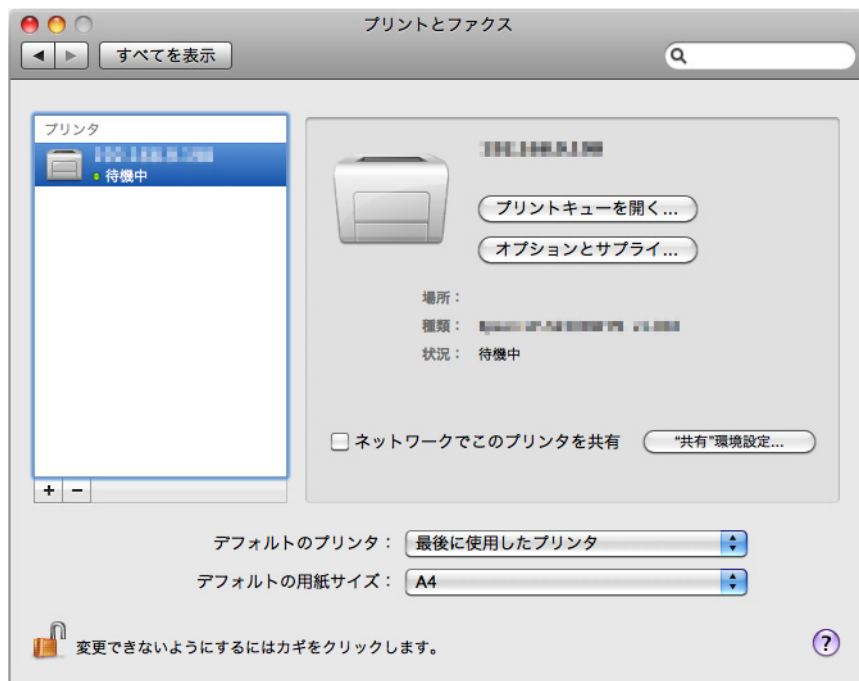 プリントとファクス
すべてを表示
プリンタ
待機中
プリントキューを開く...
オプションとサプライ...
場所：
種類：
状況： 待機中
ネットワークでこのプリンタを共有 “共有”環境設定...
+ −
デフォルトのプリンタ： 最後に使用したプリンタ
デフォルトの用紙サイズ： A4
変更できないようにするにはカギをクリックします。
?